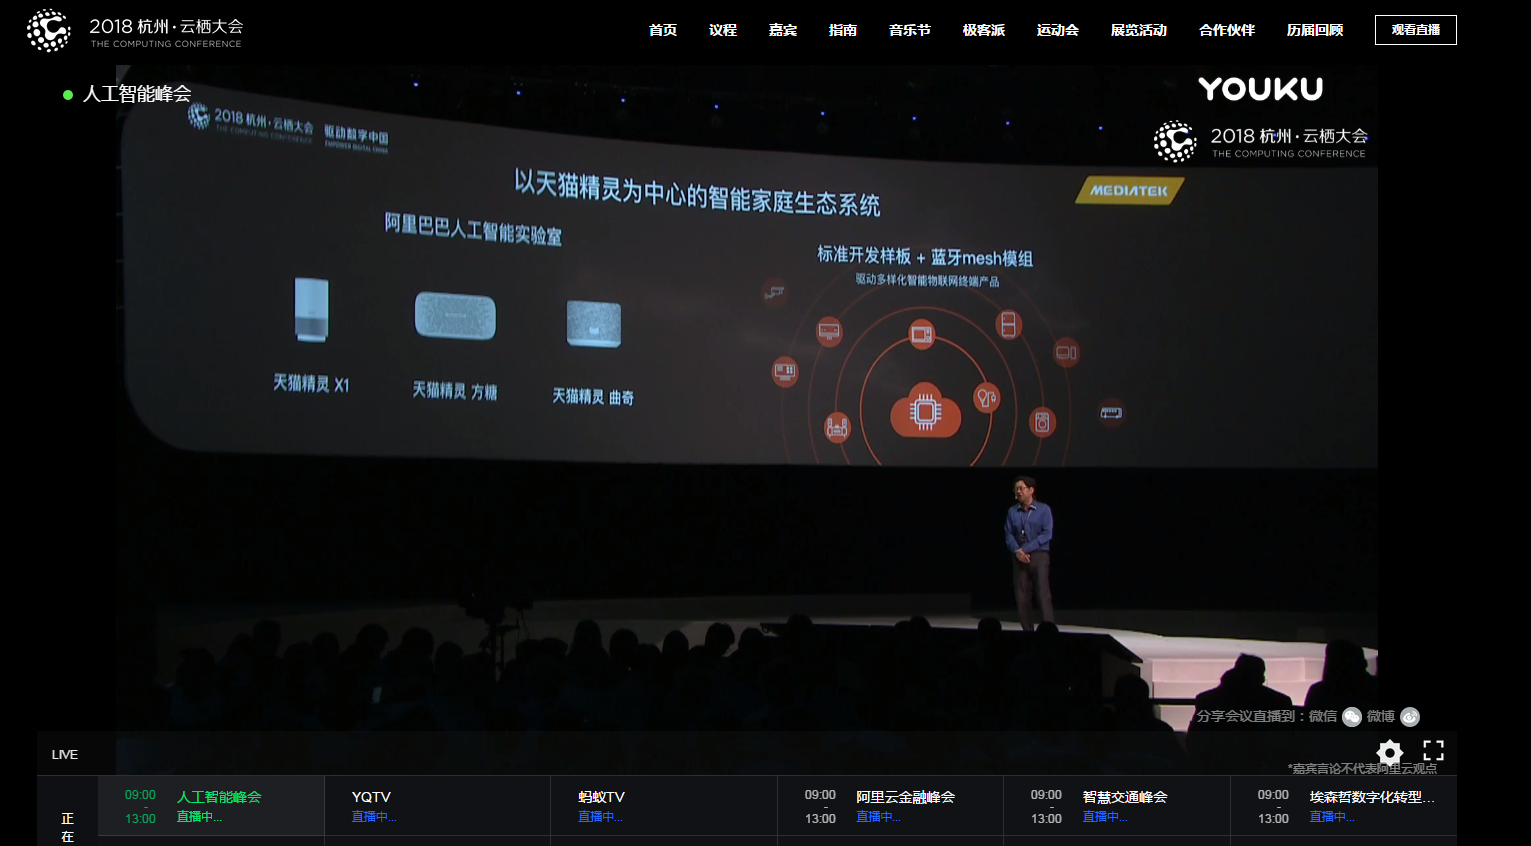 2018 杭州·云栖大会
THE COMPUTING CONFERENCE
首页 议程 嘉宾 指南 音乐节 极客派 运动会 展览活动 合作伙伴 历届回顾 观看直播
人工智能峰会
YOUKU
2018 杭州·云栖大会
THE COMPUTING CONFERENCE
2018 杭州·云栖大会 驱动数字中国
THE COMPUTING CONFERENCE EMPOWER DIGITAL CHINA
以天猫精灵为中心的智能家庭生态系统
MEDIATEK
阿里巴巴人工智能实验室
标准开发样板 + 蓝牙mesh模组
驱动多样化智能物联网终端产品
天猫精灵 X1
天猫精灵 方糖
天猫精灵 曲奇
分享会议直播到：微信 微博
LIVE
*嘉宾言论不代表阿里云观点
正
在
09:00
-
13:00
人工智能峰会
直播中...
YQTV
直播中...
蚂蚁TV
直播中...
09:00
-
13:00
阿里云金融峰会
直播中...
09:00
-
13:00
智慧交通峰会
直播中...
09:00
-
13:00
埃森哲数字化转型...
直播中...